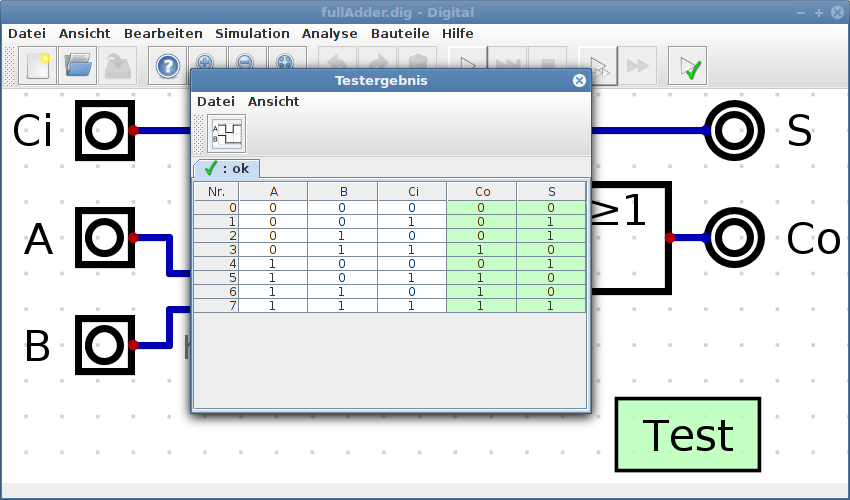 fullAdder.dig - Digital
Datei Ansicht Bearbeiten Simulation Analyse Bauteile Hilfe
Testergebnis
Datei Ansicht
A
B
: ok
Nr. A B Ci Co S
0 0 0 0 0 0
1 0 0 1 0 1
2 0 1 0 0 1
3 0 1 1 1 0
4 1 0 0 0 1
5 1 0 1 1 0
6 1 1 0 1 0
7 1 1 1 1 1
Ci
A
B
≥1
S
Co
Test